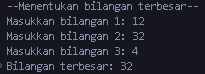 --Menentukan bilangan terbesar--
Masukkan bilangan 1: 12
Masukkan bilangan 2: 32
Masukkan bilangan 3: 4
Bilangan terbesar: 32